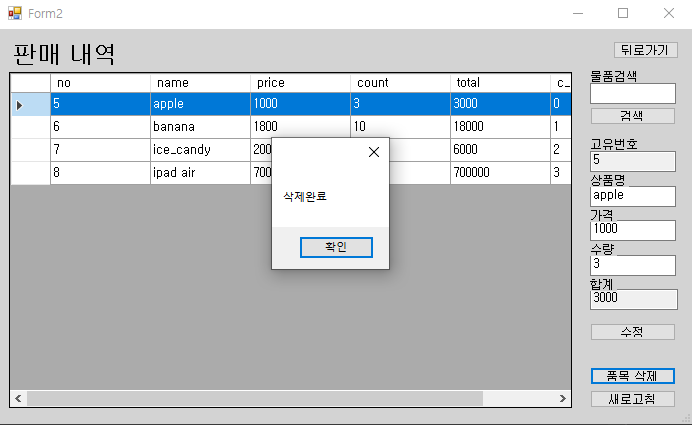 Form2
판매 내역
뒤로가기
no name price count total c_
5 apple 1000 3 3000 0
6 banana 1800 10 18000 1
7 ice_candy 200 6000 2
8 ipad air 700 700000 3
삭제완료
확인
물품검색
검색
고유번호
5
상품명
apple
가격
1000
수량
3
합계
3000
수정
품목 삭제
새로고침